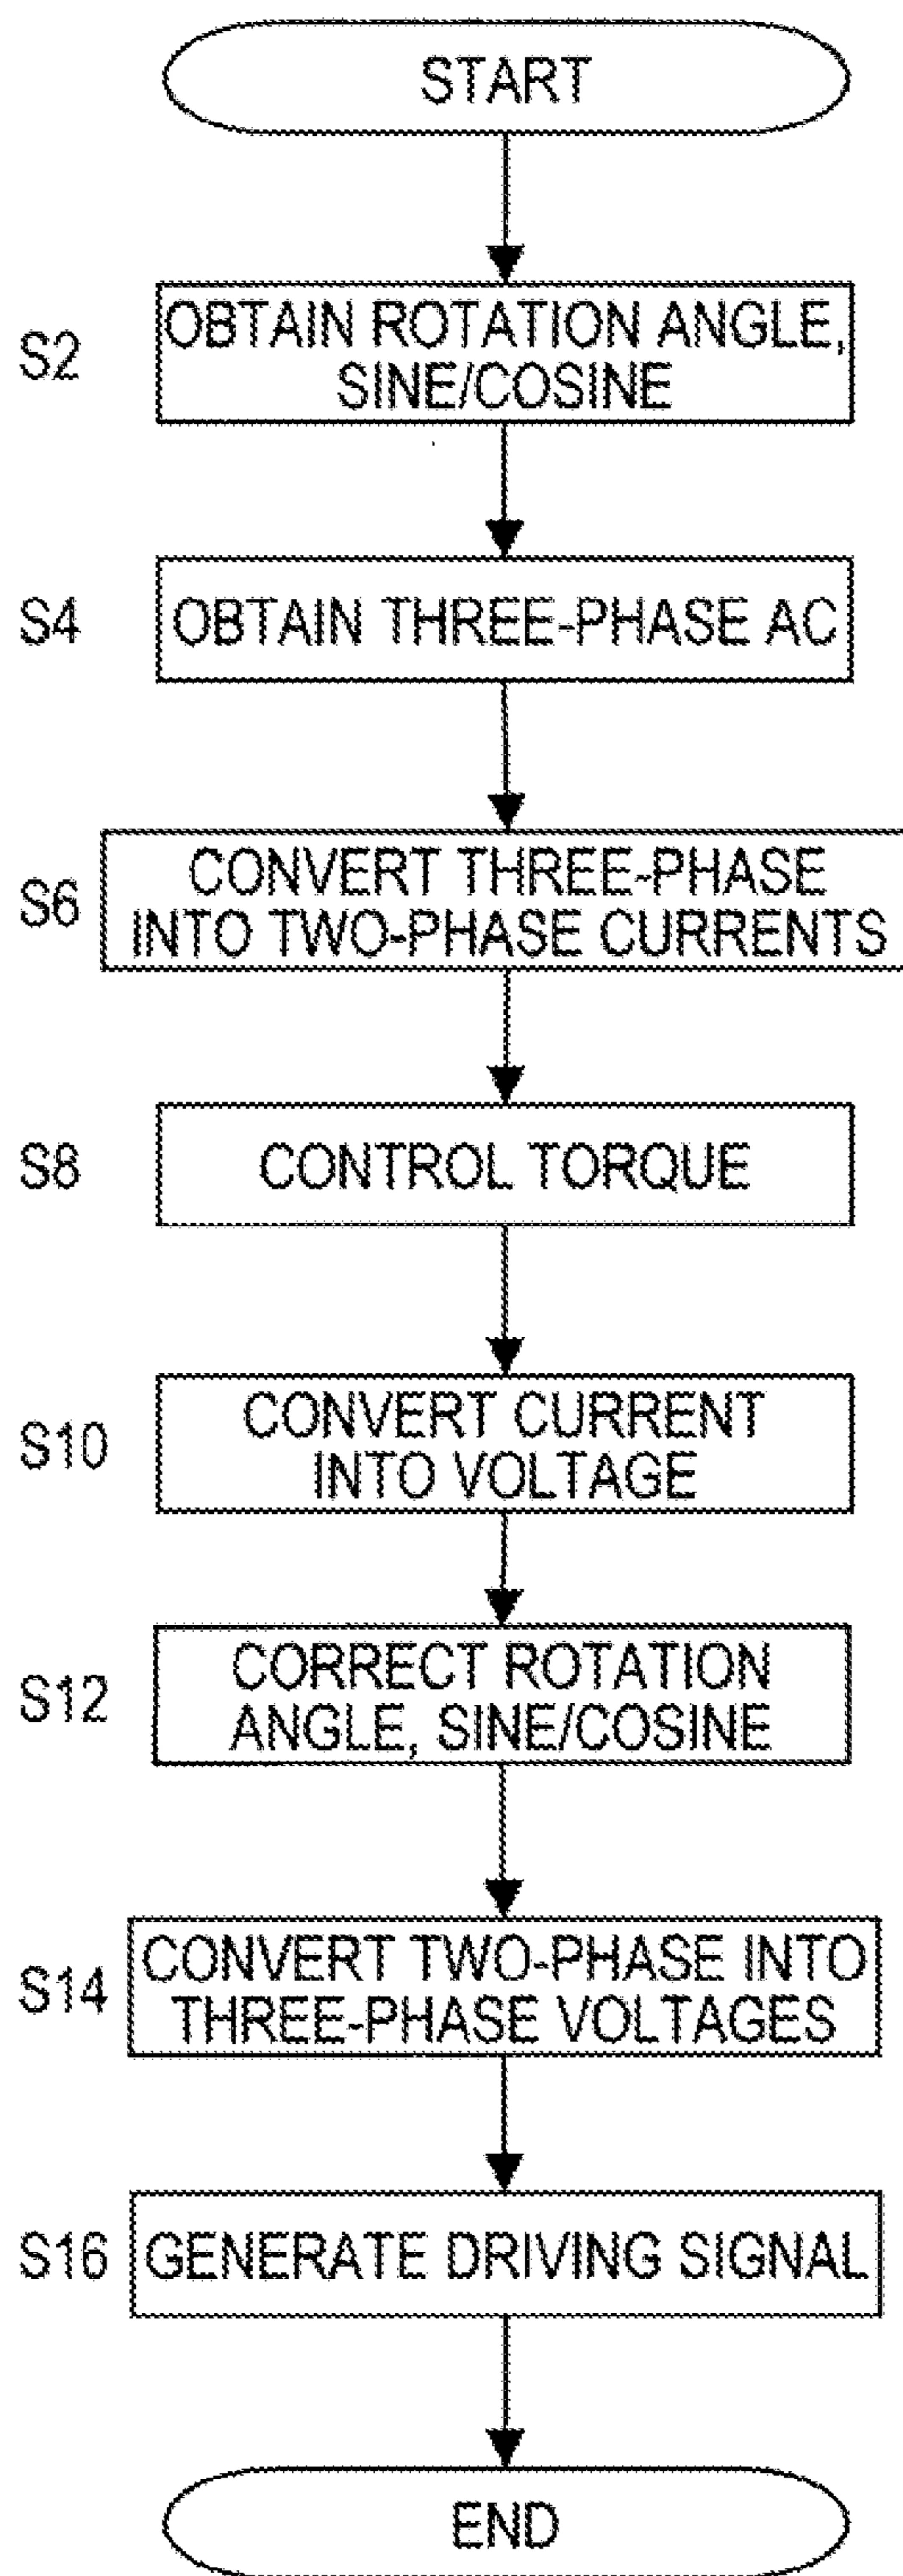 START
S2
OBTAIN ROTATION ANGLE,
SINE/COSINE
S4
OBTAIN THREE-PHASE AC
S6
CONVERT THREE-PHASE
INTO TWO-PHASE CURRENTS
S8
CONTROL TORQUE
S10
CONVERT CURRENT
INTO VOLTAGE
S12
CORRECT ROTATION
ANGLE, SINE/COSINE
S14
CONVERT TWO-PHASE INTO
THREE-PHASE VOLTAGES
S16
GENERATE DRIVING SIGNAL
END